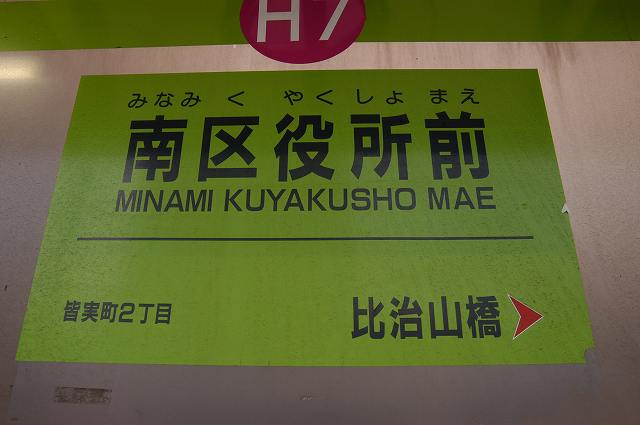 H7
みなみ く やくしょ まえ
南区役所前
MINAMI KUYAKUSHO MAE
皆実町2丁目
比治山橋